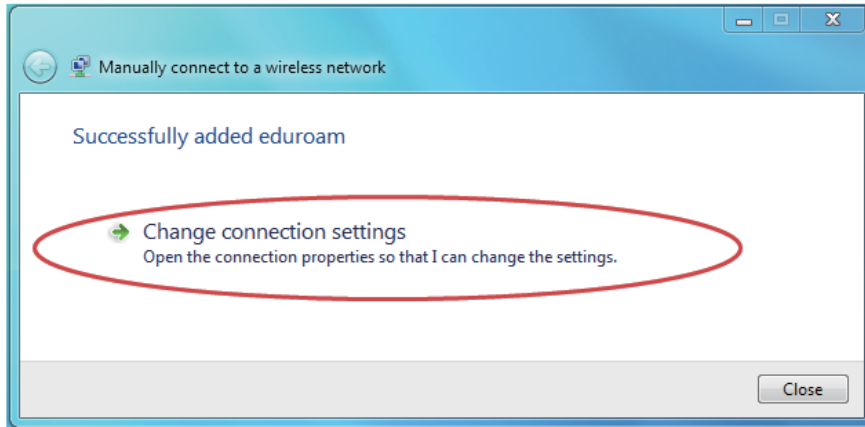 Manually connect to a wireless network
Successfully added eduroam
Change connection settings
Open the connection properties so that I can change the settings.
Close